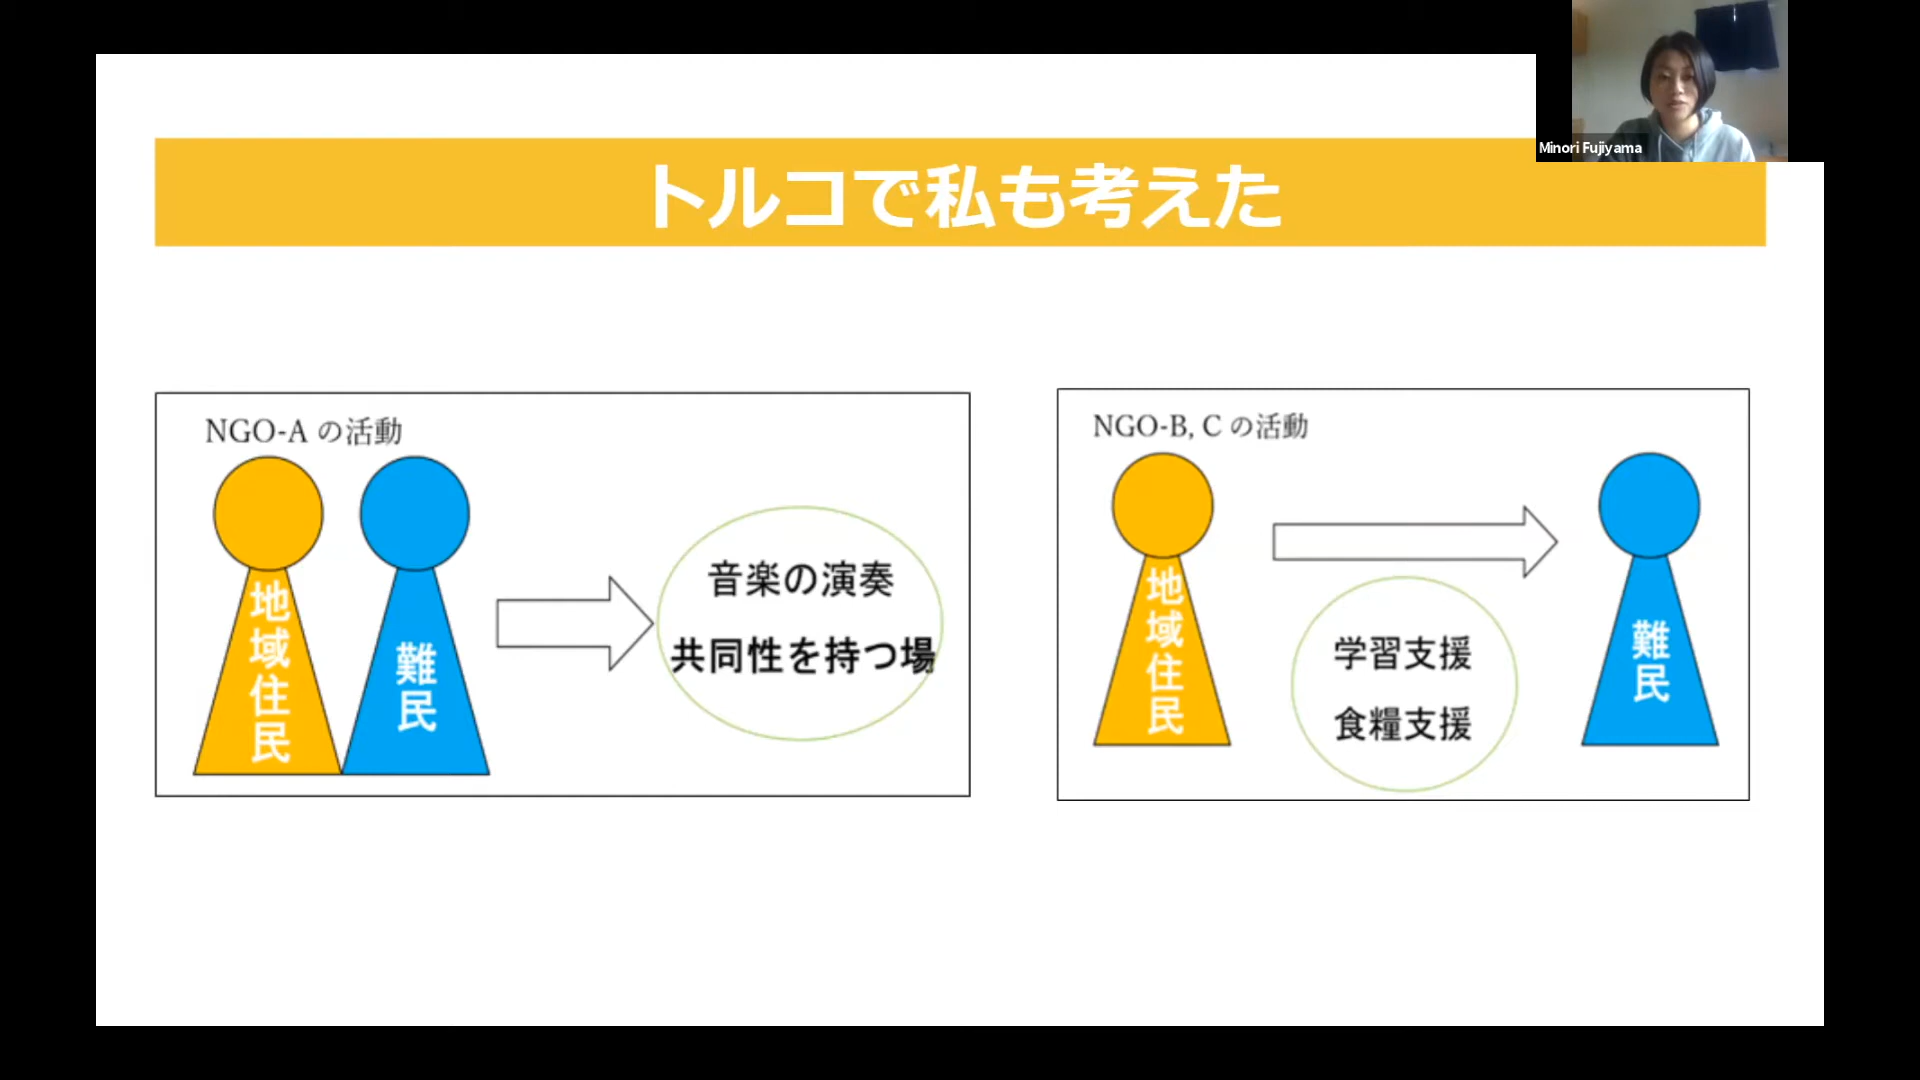 Minori Fujiyama
トルコで私も考えた
NGO-A の活動
地域住民
難民
音楽の演奏
共同性を持つ場
NGO-B, C の活動
地域住民
学習支援
食糧支援
難民